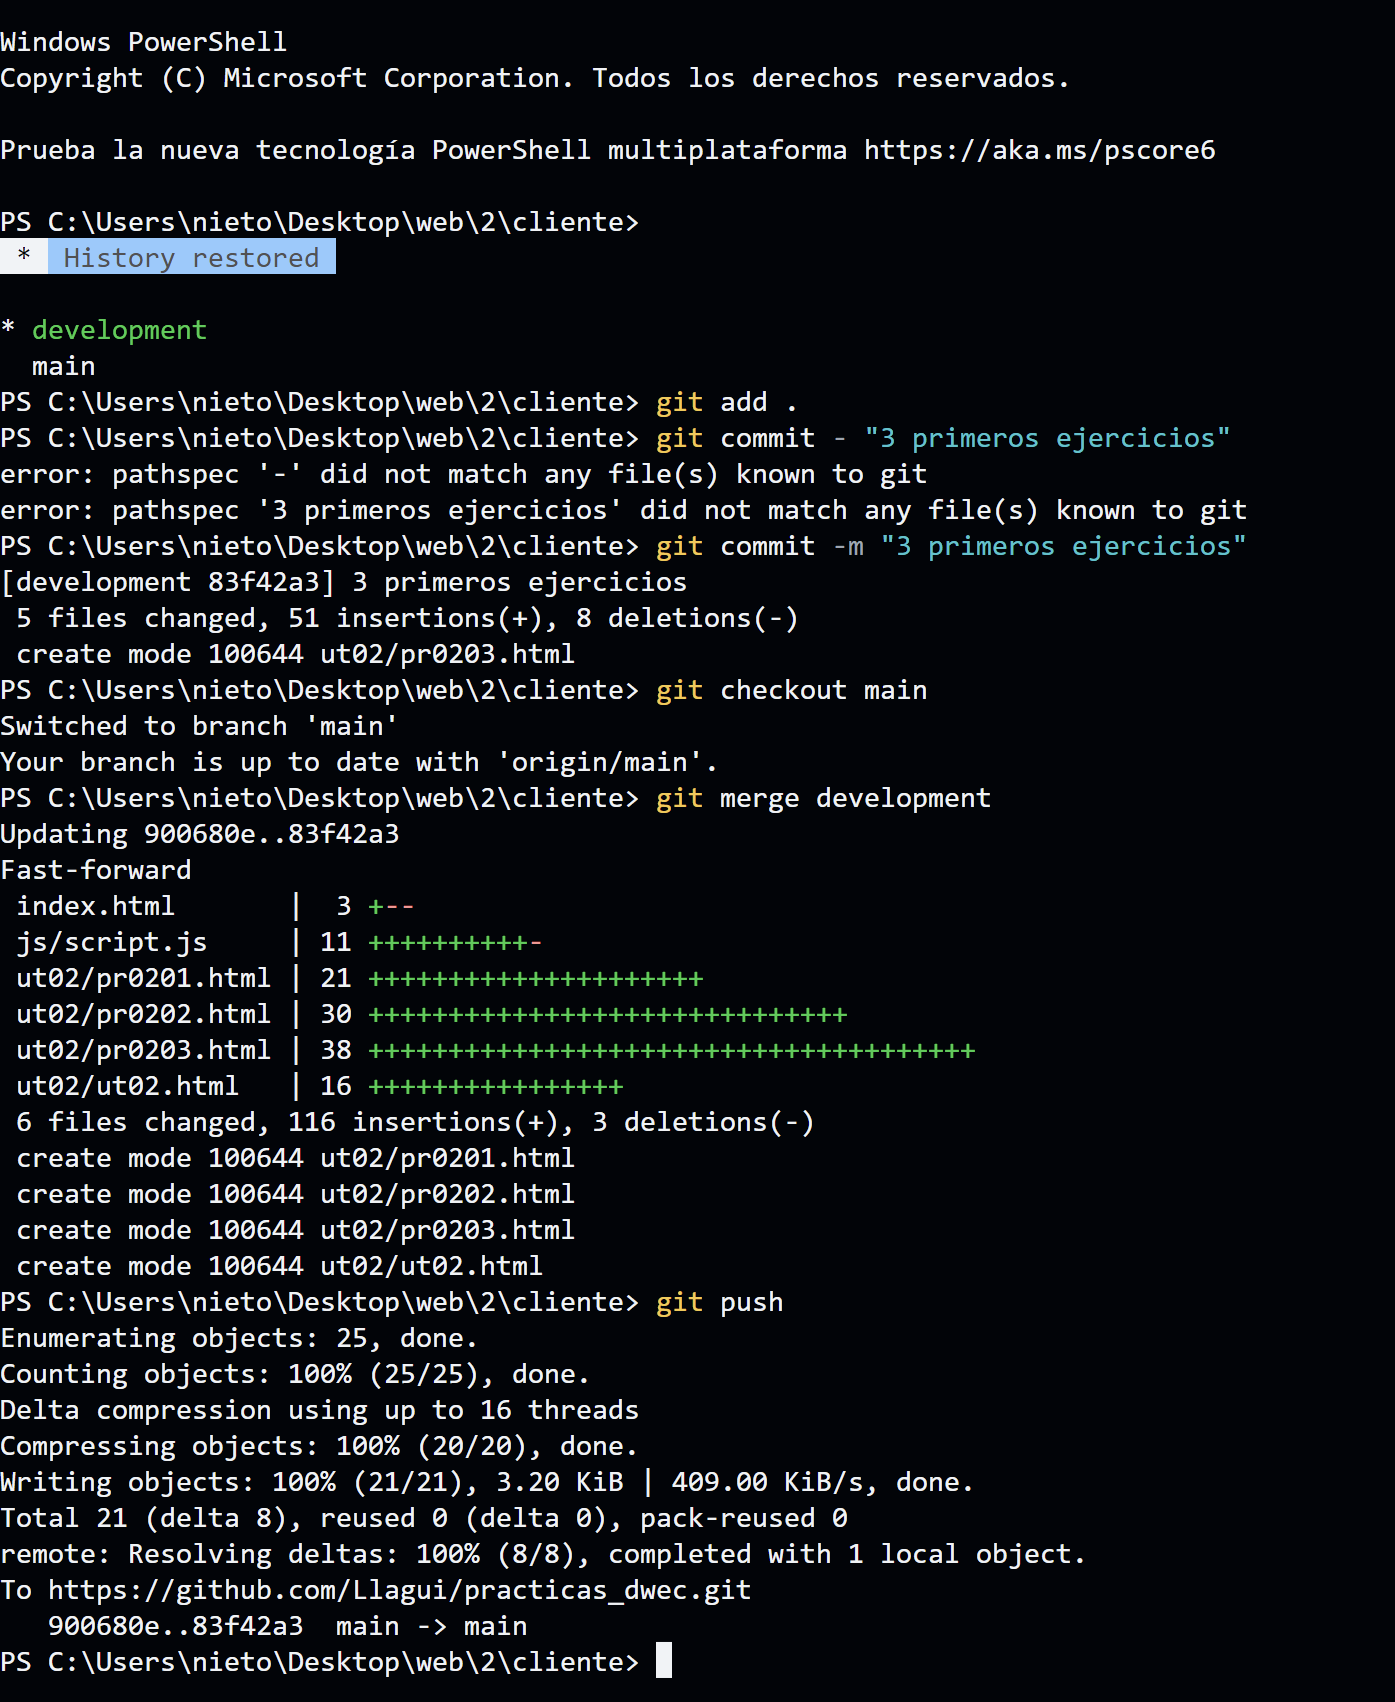 Windows PowerShell
Copyright (C) Microsoft Corporation. Todos los derechos reservados.
Prueba la nueva tecnología PowerShell multiplataforma https://aka.ms/pscore6
PS C:\Users\nieto\Desktop\web\2\cliente>
 *  History restored
* development
  main
PS C:\Users\nieto\Desktop\web\2\cliente> git add .
PS C:\Users\nieto\Desktop\web\2\cliente> git commit - "3 primeros ejercicios"
error: pathspec '-' did not match any file(s) known to git
error: pathspec '3 primeros ejercicios' did not match any file(s) known to git
PS C:\Users\nieto\Desktop\web\2\cliente> git commit -m "3 primeros ejercicios"
[development 83f42a3] 3 primeros ejercicios
 5 files changed, 51 insertions(+), 8 deletions(-)
 create mode 100644 ut02/pr0203.html
PS C:\Users\nieto\Desktop\web\2\cliente> git checkout main
Switched to branch 'main'
Your branch is up to date with 'origin/main'.
PS C:\Users\nieto\Desktop\web\2\cliente> git merge development
Updating 900680e..83f42a3
Fast-forward
 index.html       |  3 +--
 js/script.js     | 11 ++++++++++-
 ut02/pr0201.html | 21 +++++++++++++++++++++
 ut02/pr0202.html | 30 ++++++++++++++++++++++++++++++
 ut02/pr0203.html | 38 ++++++++++++++++++++++++++++++++++++++
 ut02/ut02.html   | 16 ++++++++++++++++
 6 files changed, 116 insertions(+), 3 deletions(-)
 create mode 100644 ut02/pr0201.html
 create mode 100644 ut02/pr0202.html
 create mode 100644 ut02/pr0203.html
 create mode 100644 ut02/ut02.html
PS C:\Users\nieto\Desktop\web\2\cliente> git push
Enumerating objects: 25, done.
Counting objects: 100% (25/25), done.
Delta compression using up to 16 threads
Compressing objects: 100% (20/20), done.
Writing objects: 100% (21/21), 3.20 KiB | 409.00 KiB/s, done.
Total 21 (delta 8), reused 0 (delta 0), pack-reused 0
remote: Resolving deltas: 100% (8/8), completed with 1 local object.
To https://github.com/Llagui/practicas_dwec.git
   900680e..83f42a3  main -> main
PS C:\Users\nieto\Desktop\web\2\cliente>